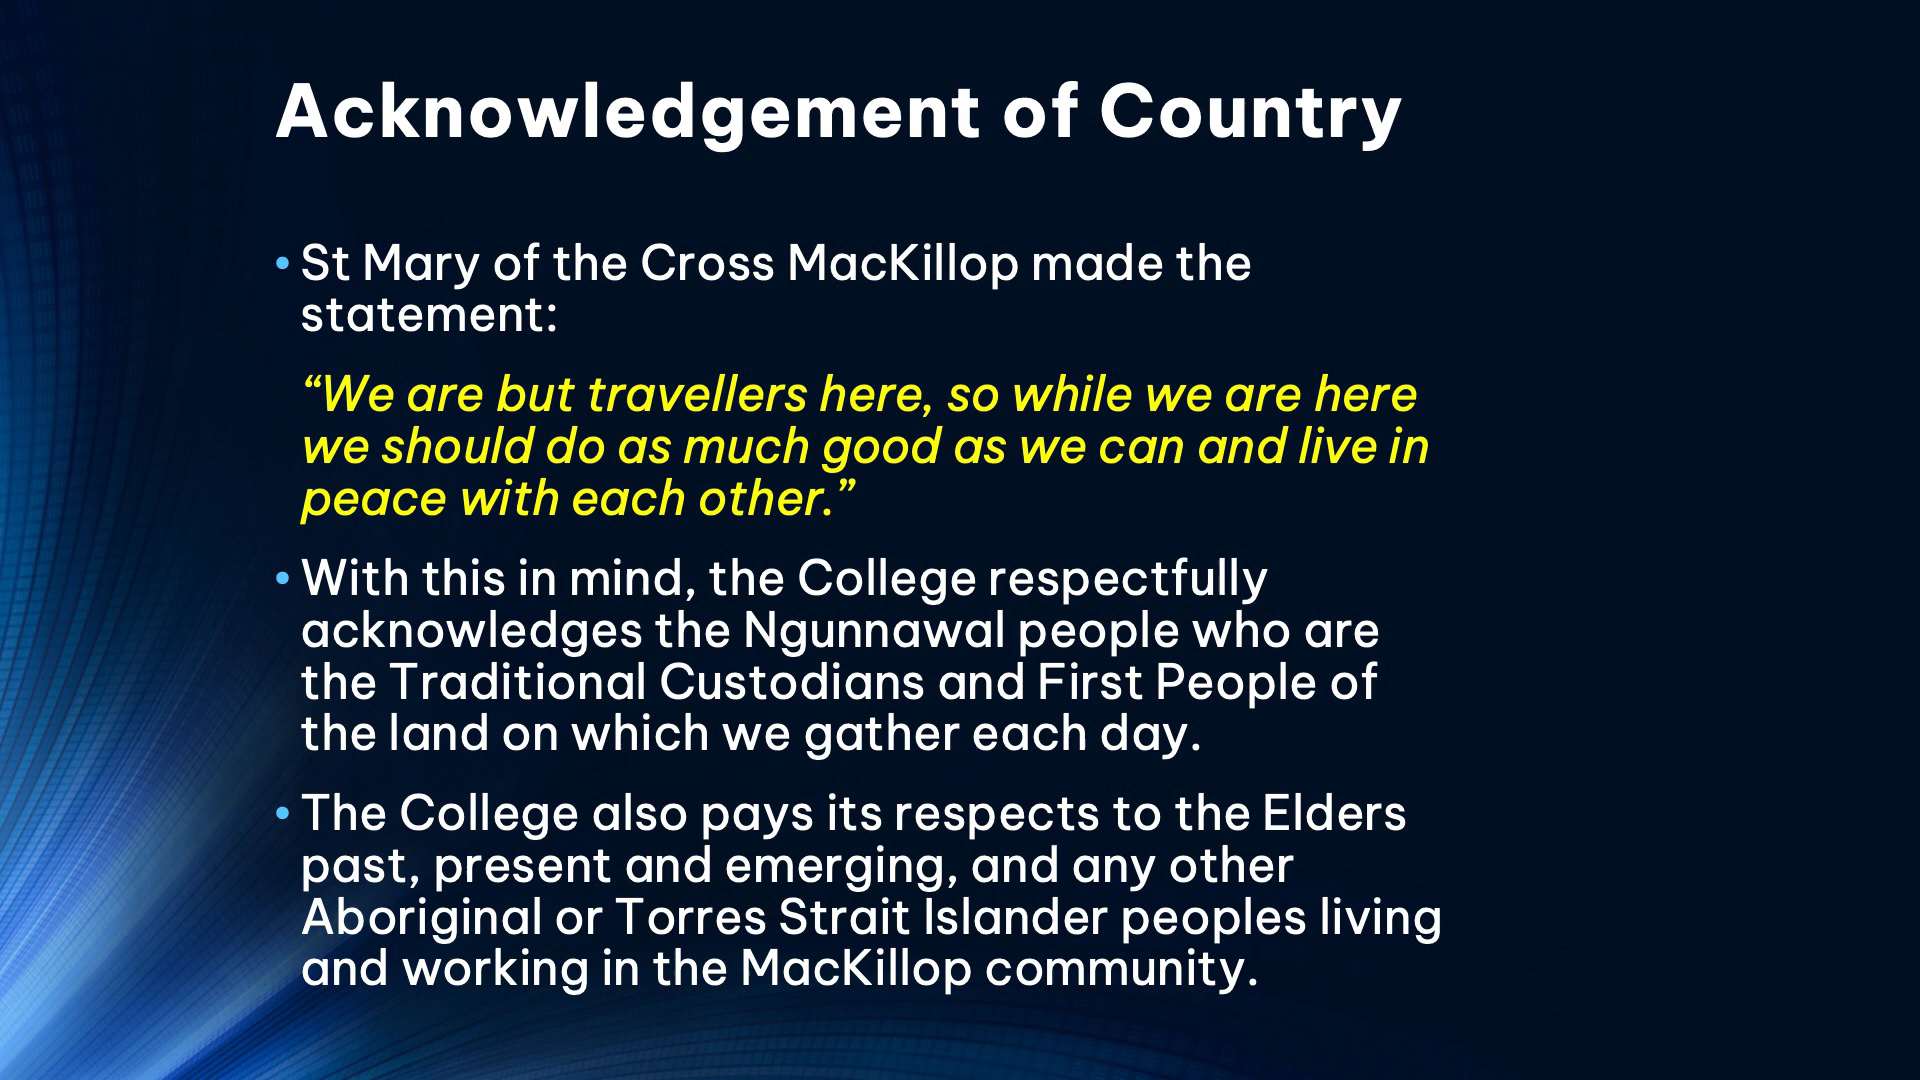 Acknowledgement of Country
• St Mary of the Cross MacKillop made the
statement:
“We are but travellers here, so while we are here
we should do as much good as we can and live in
peace with each other.”
• With this in mind, the College respectfully
acknowledges the Ngunnawal people who are
the Traditional Custodians and First People of
the land on which we gather each day.
• The College also pays its respects to the Elders
past, present and emerging, and any other
Aboriginal or Torres Strait Islander peoples living
and working in the MacKillop community.